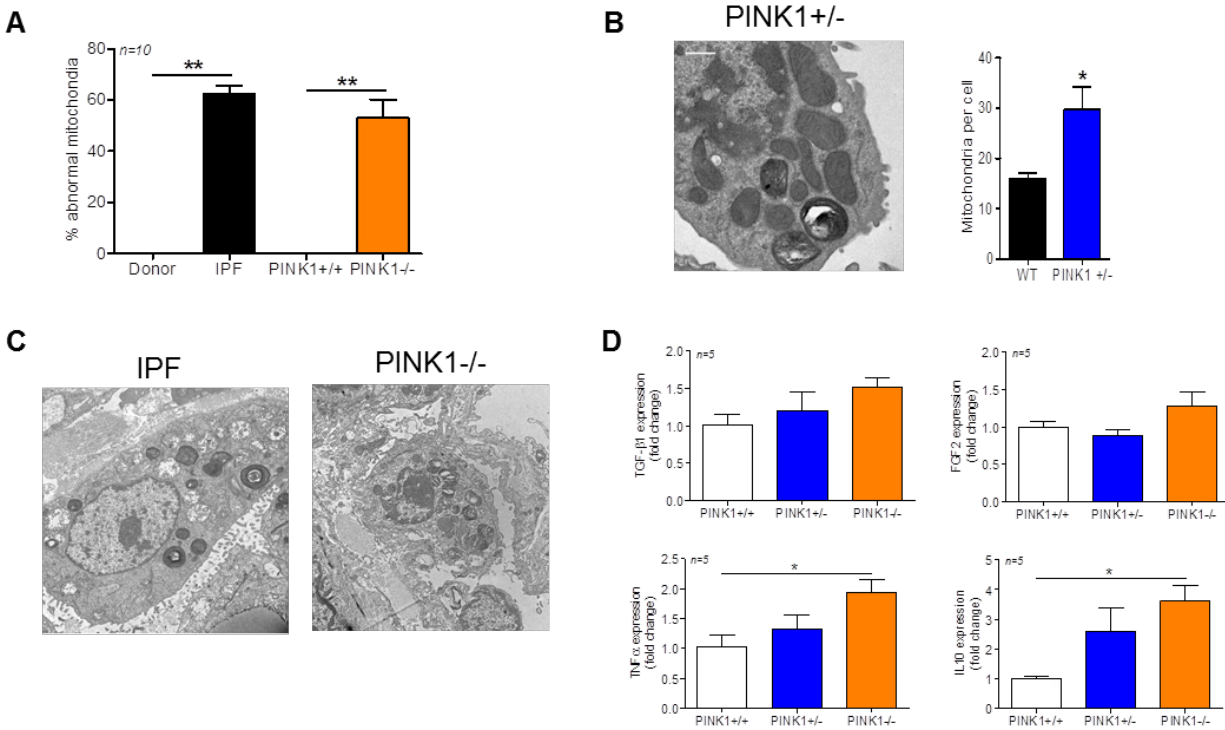 A
% abnormal mitochondia
80
60
40
20
0
n=10
**
**
Donor
IPF
PINK1+/+
PINK1-/-
B
PINK1+/-
Mitochondria per cell
40
30
20
10
0
*
WT
PINK1 +/-
C
IPF
PINK1-/-
D
TGF-β1 expression
(fold change)
2.0
1.5
1.0
0.5
0.0
n=5
PINK1+/+
PINK1+/-
PINK1-/-
FGF2 expression
(fold change)
2.0
1.5
1.0
0.5
0.0
n=5
PINK1+/+
PINK1+/-
PINK1-/-
TNFα expression
(fold change)
2.5
2.0
1.5
1.0
0.5
0.0
n=5
*
PINK1+/+
PINK1+/-
PINK1-/-
IL10 expression
(fold change)
5
4
3
2
1
0
n=5
*
PINK1+/+
PINK1+/-
PINK1-/-